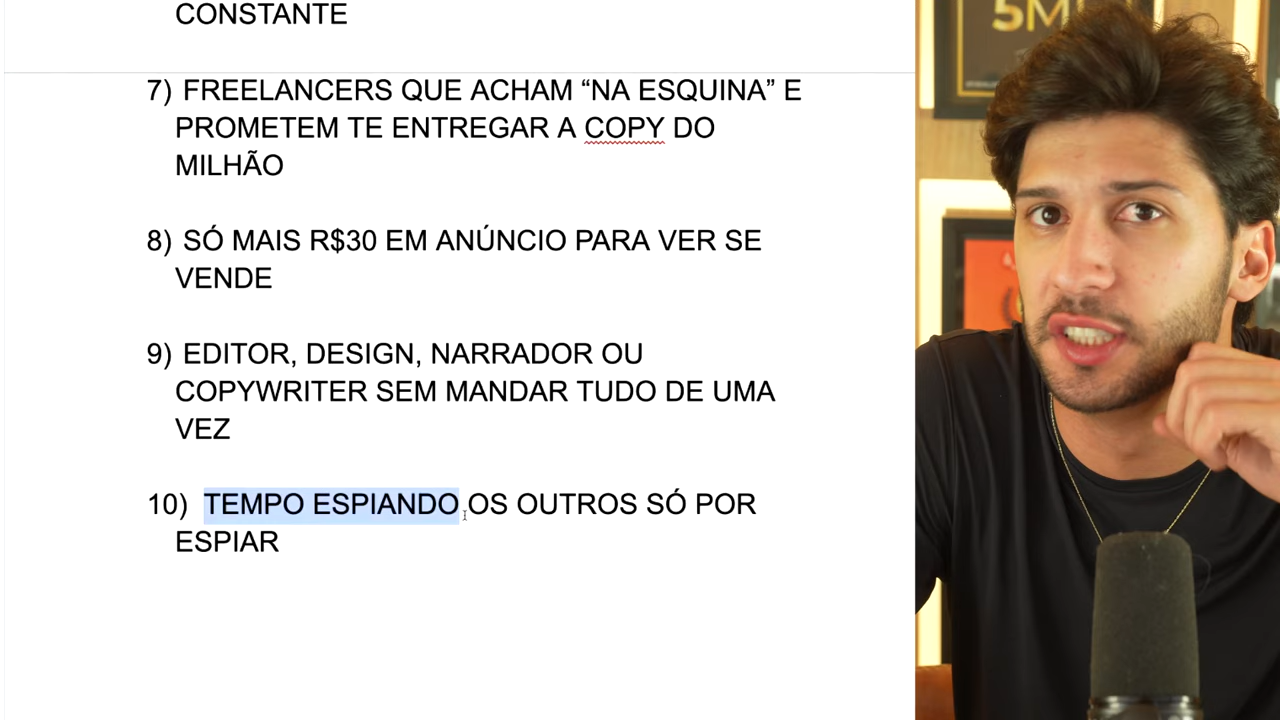 CONSTANTE
5M
7) FREELANCERS QUE ACHAM “NA ESQUINA” E
PROMETEM TE ENTREGAR A COPY DO
MILHÃO
8) SÓ MAIS R$30 EM ANÚNCIO PARA VER SE
VENDE
9) EDITOR, DESIGN, NARRADOR OU
COPYWRITER SEM MANDAR TUDO DE UMA
VEZ
10) TEMPO ESPIANDO OS OUTROS SÓ POR
ESPIAR